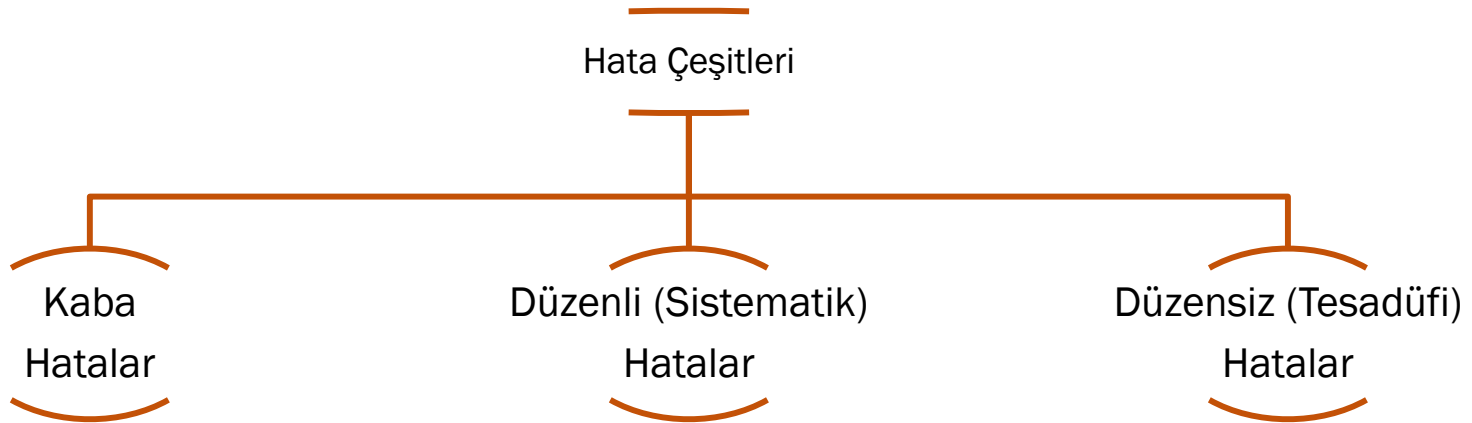 Hata Çeşitleri
Kaba
Hatalar
Düzenli (Sistematik)
Hatalar
Düzensiz (Tesadüfi)
Hatalar